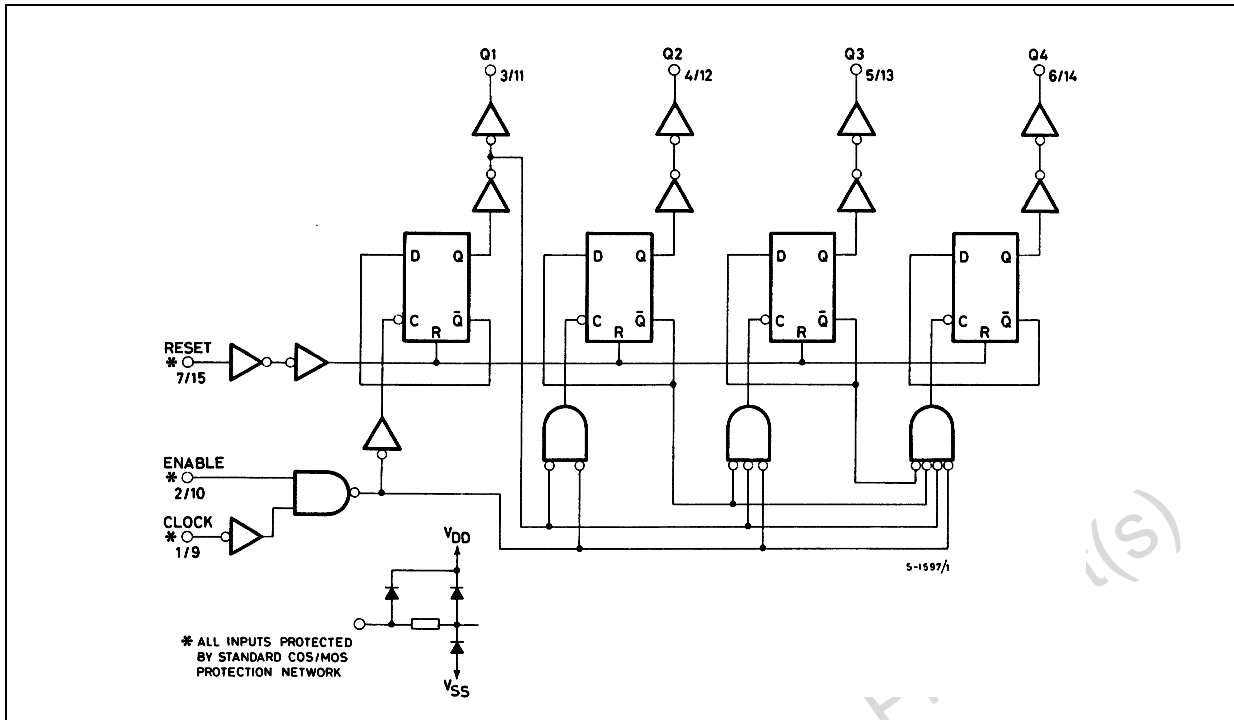 Q1
3/11
Q2
4/12
Q3
5/13
Q4
6/14
D Q
C Q̄
R
D Q
C Q̄
R
D Q
C Q̄
R
D Q
C Q̄
R
RESET
* 7/15
ENABLE
* 2/10
CLOCK
* 1/9
VDD
S-1597/1
* ALL INPUTS PROTECTED
BY STANDARD COS/MOS
PROTECTION NETWORK
VSS
t(s)